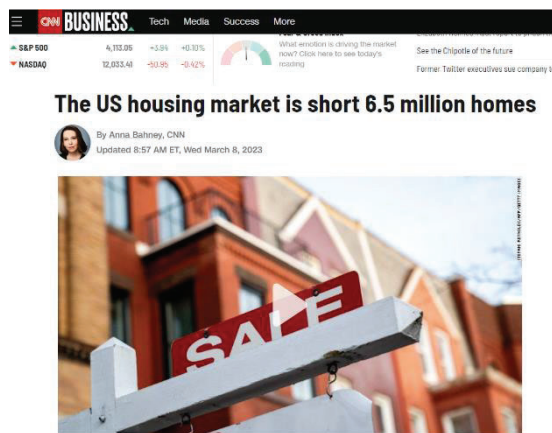 CNN BUSINESS Tech Media Success More
S&P 500 4,113.05 +3.94 +0.10%
NASDAQ 12,033.41 -50.95 -0.42%
What emotion is driving the market
now? Click here to see today's
reading
See the Chipotle of the future
Former Twitter executives sue company
The US housing market is short 6.5 million homes
By Anna Bahney, CNN
Updated 8:57 AM ET, Wed March 8, 2023
SALE